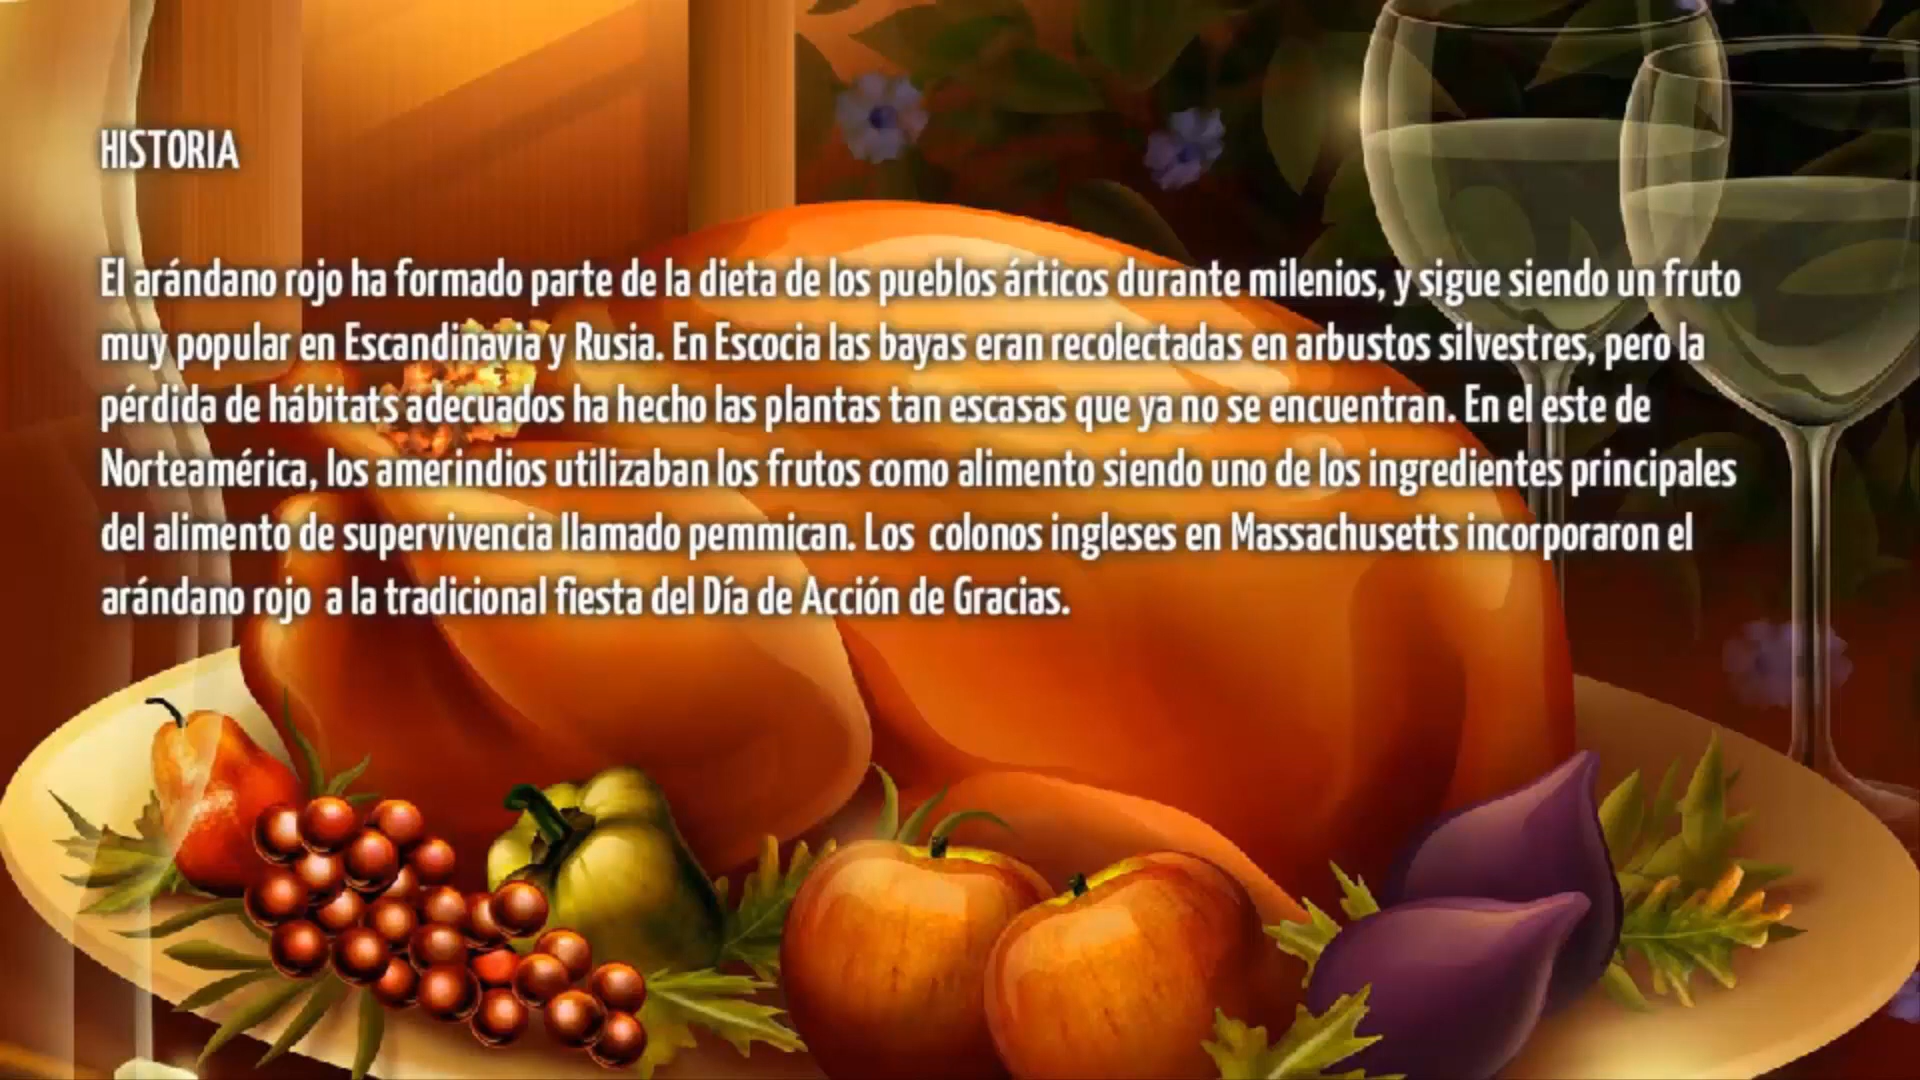 HISTORIA
El arándano rojo ha formado parte de la dieta de los pueblos árticos durante milenios, y sigue siendo un fruto
muy popular en Escandinavia y Rusia. En Escocia las bayas eran recolectadas en arbustos silvestres, pero la
pérdida de hábitats adecuados ha hecho las plantas tan escasas que ya no se encuentran. En el este de
Norteamérica, los amerindios utilizaban los frutos como alimento siendo uno de los ingredientes principales
del alimento de supervivencia llamado pemmican. Los  colonos ingleses en Massachusetts incorporaron el
arándano rojo  a la tradicional fiesta del Día de Acción de Gracias.